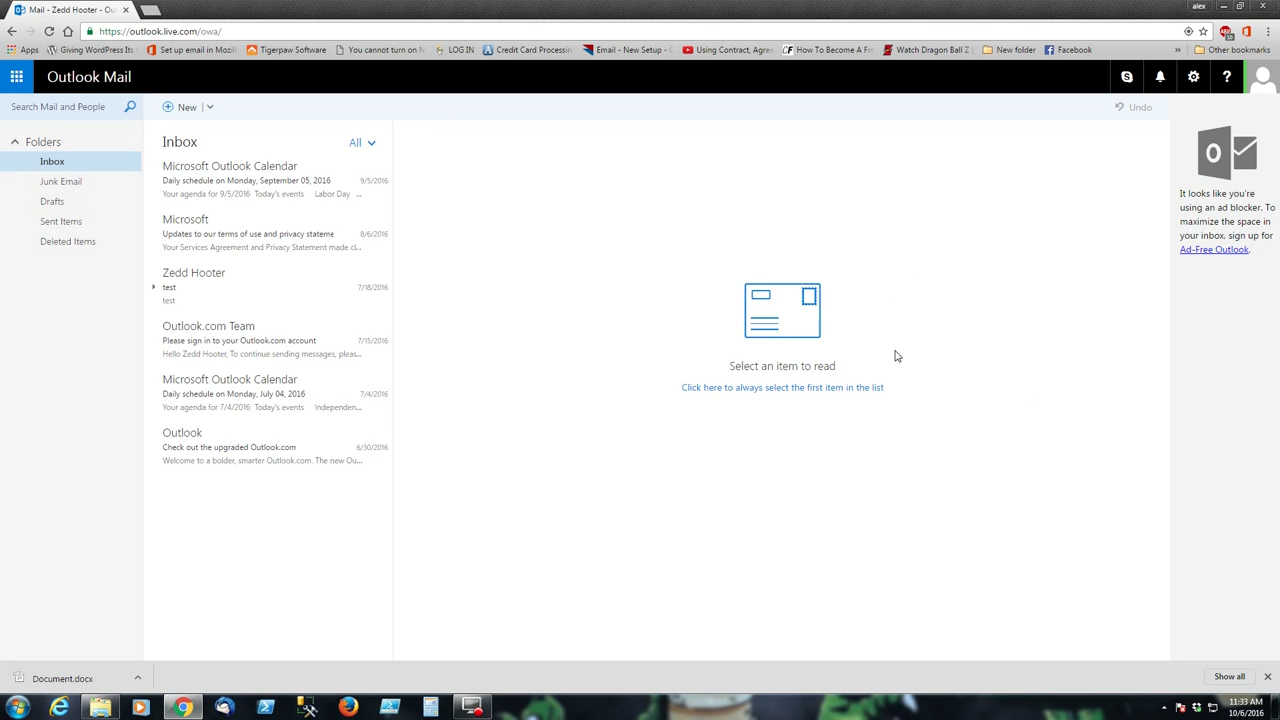 Mail - Zedd Hooter - Ou
alex
https://outlook.live.com/owa/
Apps
Giving WordPress Its
Set up email in Mozil
Tigerpaw Software
You cannot turn on
LOG IN
Credit Card Processing
Email - New Setup - C
Using Contract, Agree
How To Become A Fre
Watch Dragon Ball Z
New folder
Facebook
»
Other bookmarks
Outlook Mail
?
Search Mail and People
New
Undo
Folders
Inbox
Junk Email
Drafts
Sent Items
Deleted Items
Inbox
All
Microsoft Outlook Calendar
Daily schedule on Monday, September 05, 2016 9/5/2016
Your agenda for 9/5/2016 Today's events Labor Day ...
Microsoft
Updates to our terms of use and privacy stateme 8/6/2016
Your Services Agreement and Privacy Statement made cl...
Zedd Hooter
test 7/18/2016
test
Outlook.com Team
Please sign in to your Outlook.com account 7/15/2016
Hello Zedd Hooter, To continue sending messages, pleas...
Microsoft Outlook Calendar
Daily schedule on Monday, July 04, 2016 7/4/2016
Your agenda for 7/4/2016 Today's events Independen...
Outlook
Check out the upgraded Outlook.com 6/30/2016
Welcome to a bolder, smarter Outlook.com. The new Ou...
Select an item to read
Click here to always select the first item in the list
It looks like you're
using an ad blocker. To
maximize the space in
your inbox, sign up for
Ad-Free Outlook.
Document.docx
Show all
11:33 AM
10/6/2016